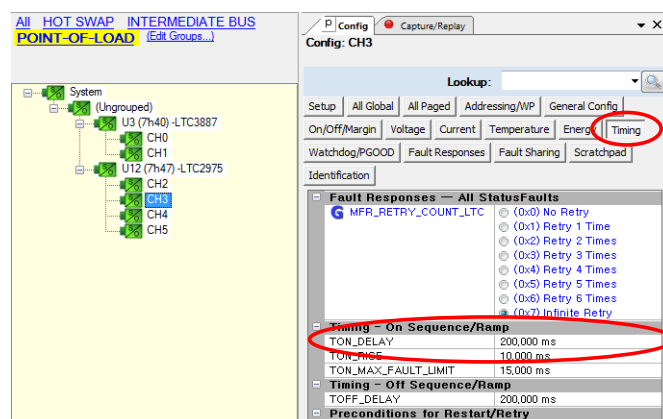 All HOT SWAP INTERMEDIATE BUS
POINT-OF-LOAD (Edit Groups...)
System
(Ungrouped)
U3 (7h40) -LTC3887
CH0
CH1
U12 (7h47) -LTC2975
CH2
CH3
CH4
CH5
P Config Capture/Replay
Config: CH3
Lookup:
Setup All Global All Paged Addressing/WP General Config
On/Off/Margin Voltage Current Temperature Energy Timing
Watchdog/PGOOD Fault Responses Fault Sharing Scratchpad
Identification
Fault Responses — All StatusFaults
G MFR_RETRY_COUNT_LTC (0x0) No Retry
(0x1) Retry 1 Time
(0x2) Retry 2 Times
(0x3) Retry 3 Times
(0x4) Retry 4 Times
(0x5) Retry 5 Times
(0x6) Retry 6 Times
(0x7) Infinite Retry
Timing - On Sequence/Ramp
TON_DELAY 200,000 ms
TON_RISE 10,000 ms
TON_MAX_FAULT_LIMIT 15,000 ms
Timing - Off Sequence/Ramp
TOFF_DELAY 200,000 ms
Preconditions for Restart/Retry